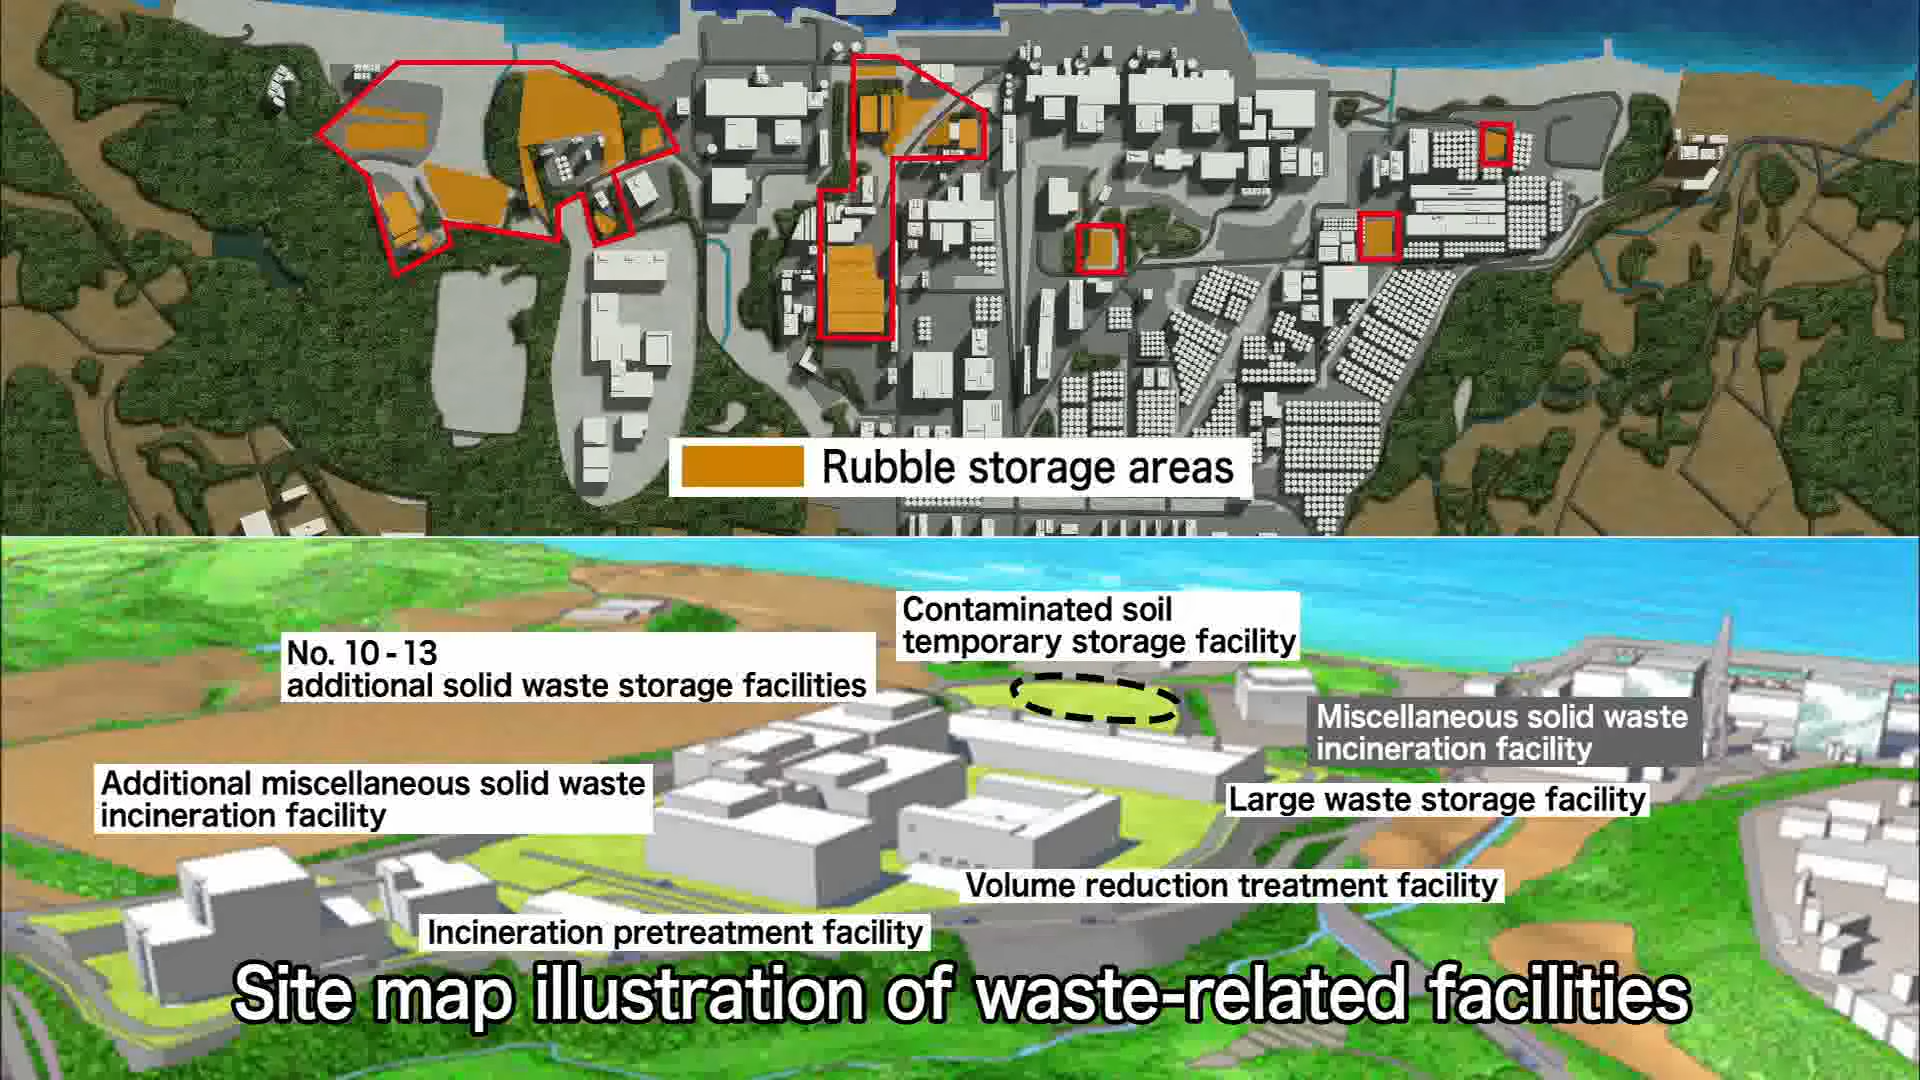 Rubble storage areas
Contaminated soil
temporary storage facility
No. 10 - 13
additional solid waste storage facilities
Miscellaneous solid waste
incineration facility
Additional miscellaneous solid waste
incineration facility
Large waste storage facility
Volume reduction treatment facility
Incineration pretreatment facility
Site map illustration of waste-related facilities